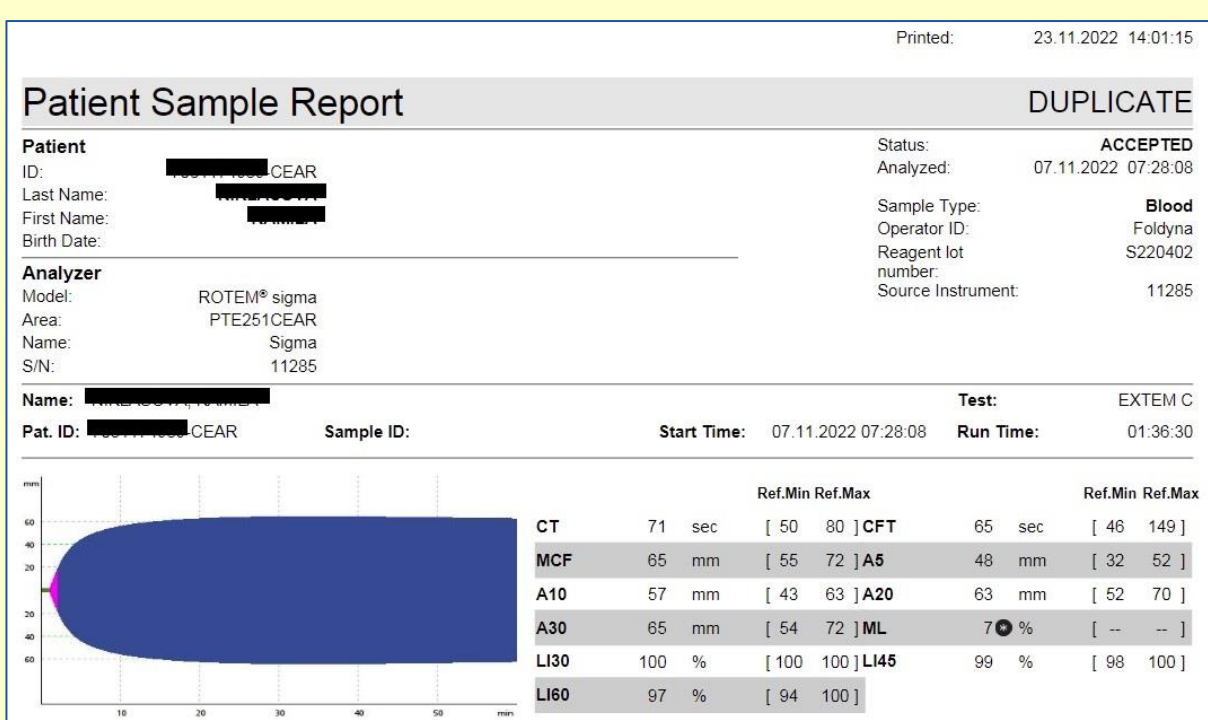 Printed: 23.11.2022 14:01:15
Patient Sample Report DUPLICATE
Patient Status: ACCEPTED
ID: -CEAR Analyzed: 07.11.2022 07:28:08
Last Name:
First Name: Sample Type: Blood
Birth Date: Operator ID: Foldyna
Reagent lot number: S220402
Analyzer Source Instrument: 11285
Model: ROTEM® sigma
Area: PTE251CEAR
Name: Sigma
S/N: 11285
Name: Test: EXTEM C
Pat. ID: -CEAR Sample ID: Start Time: 07.11.2022 07:28:08 Run Time: 01:36:30
mm
60
40
20
20
40
60
10 20 30 40 50 min
Ref.Min Ref.Max Ref.Min Ref.Max
CT 71 sec [ 50 80 ] CFT 65 sec [ 46 149 ]
MCF 65 mm [ 55 72 ] A5 48 mm [ 32 52 ]
A10 57 mm [ 43 63 ] A20 63 mm [ 52 70 ]
A30 65 mm [ 54 72 ] ML 7* % [ -- -- ]
LI30 100 % [ 100 100 ] LI45 99 % [ 98 100 ]
LI60 97 % [ 94 100 ]